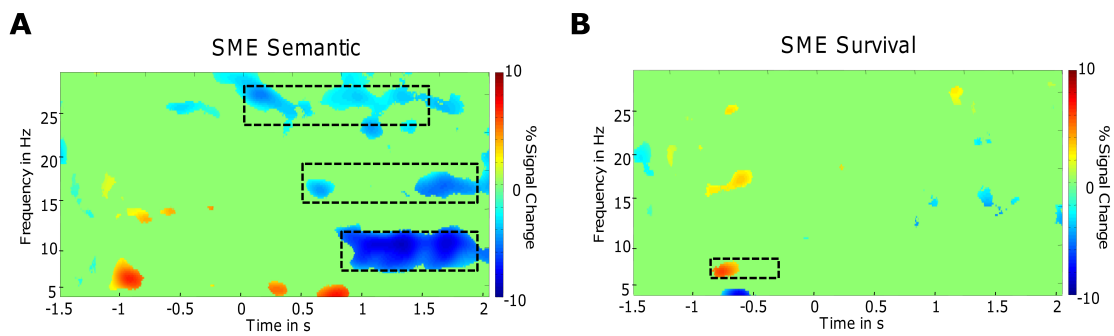 A
SME Semantic
10
0
-10
% Signal Change
25
20
15
10
5
Frequency in Hz
-1.5 -1 -0.5 0 0.5 1 1.5 2
Time in s
B
SME Survival
10
0
-10
% Signal Change
25
20
15
10
5
Frequency in Hz
-1.5 -1 -0.5 0 0.5 1 1.5 2
Time in s